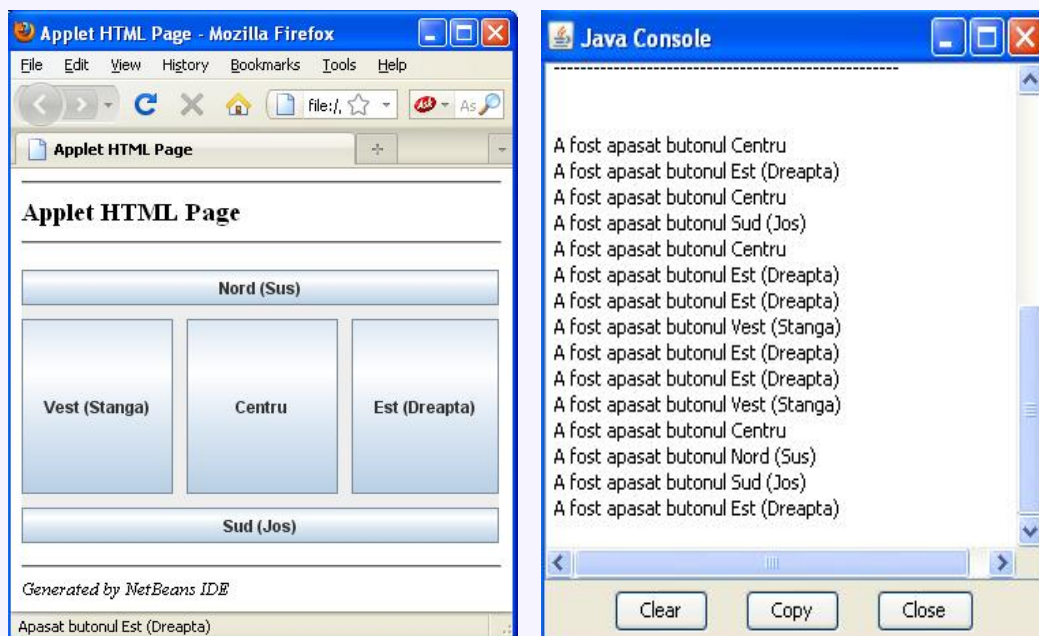 Applet HTML Page - Mozilla Firefox
File Edit View History Bookmarks Tools Help
file:/, Ask As
Applet HTML Page
Applet HTML Page
Nord (Sus)
Vest (Stanga) Centru Est (Dreapta)
Sud (Jos)
Generated by NetBeans IDE
Apasat butonul Est (Dreapta)
Java Console
----------------------------------------------------
A fost apasat butonul Centru
A fost apasat butonul Est (Dreapta)
A fost apasat butonul Centru
A fost apasat butonul Sud (Jos)
A fost apasat butonul Centru
A fost apasat butonul Est (Dreapta)
A fost apasat butonul Est (Dreapta)
A fost apasat butonul Vest (Stanga)
A fost apasat butonul Est (Dreapta)
A fost apasat butonul Est (Dreapta)
A fost apasat butonul Vest (Stanga)
A fost apasat butonul Centru
A fost apasat butonul Nord (Sus)
A fost apasat butonul Sud (Jos)
A fost apasat butonul Est (Dreapta)
Clear Copy Close